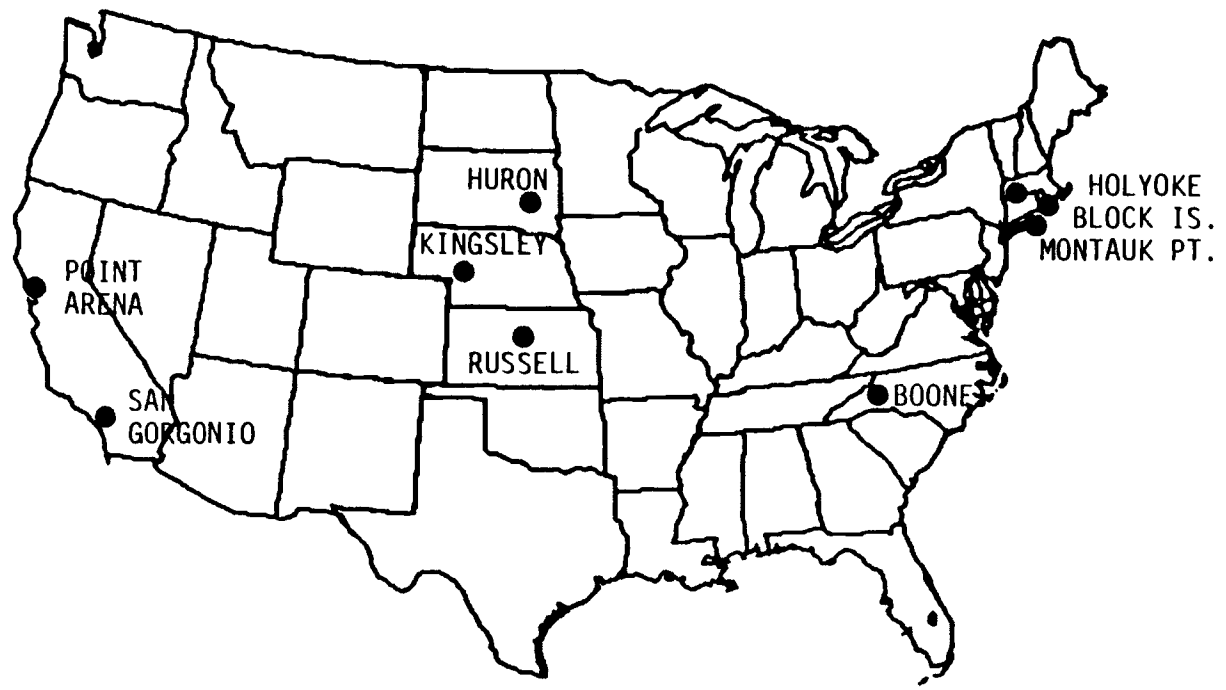 HURON
HOLYOKE
BLOCK IS.
MONTAUK PT.
KINGSLEY
POINT
ARENA
RUSSELL
SAN
GORGONIO
BOONE